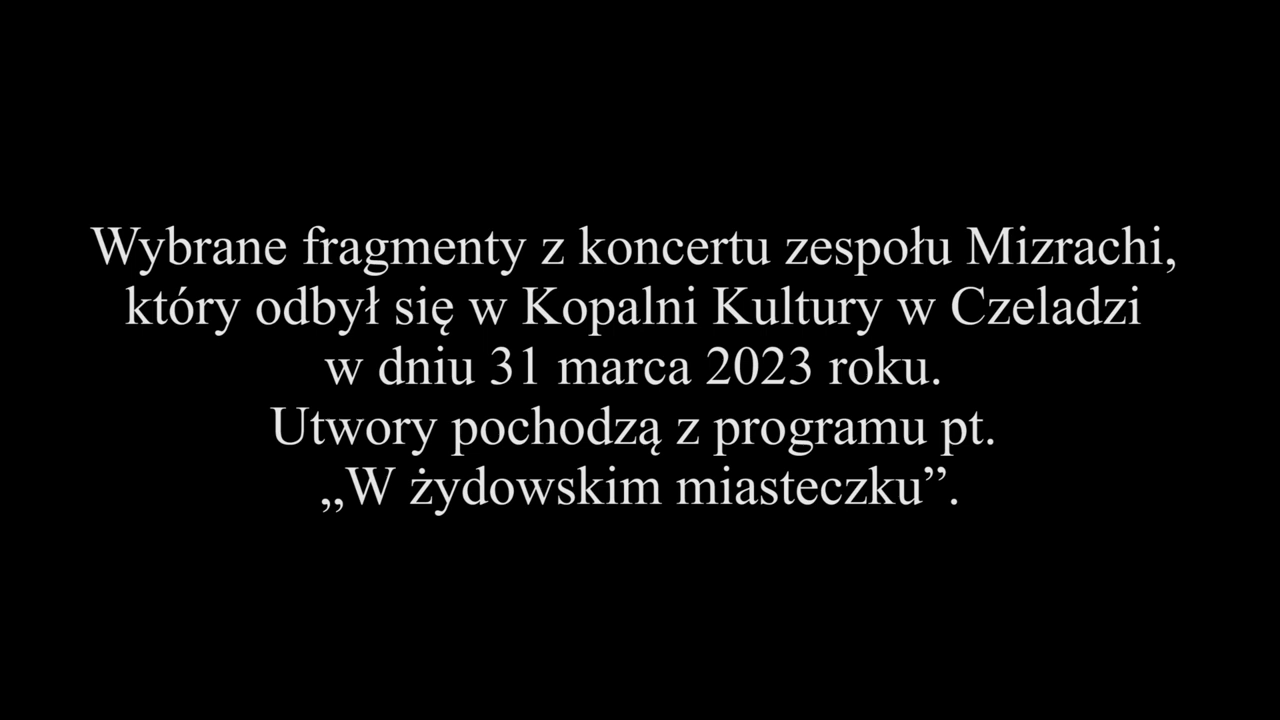 Wybrane fragmenty z koncertu zespołu Mizrachi,
który odbył się w Kopalni Kultury w Czeladzi
w dniu 31 marca 2023 roku.
Utwory pochodzą z programu pt.
„W żydowskim miasteczku”.